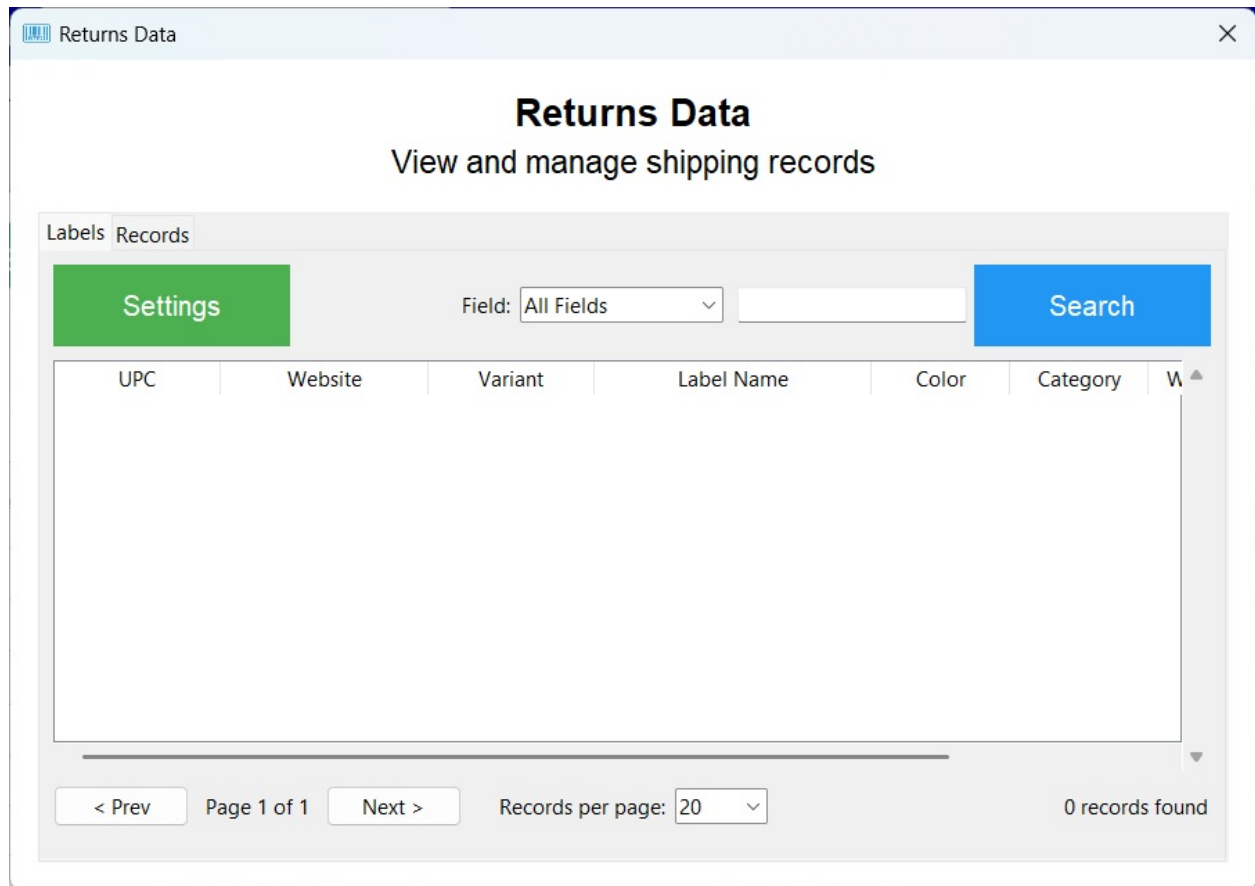 Returns Data
Returns Data
View and manage shipping records
Labels Records
Settings Field: All Fields Search
UPC Website Variant Label Name Color Category W
< Prev Page 1 of 1 Next > Records per page: 20 0 records found